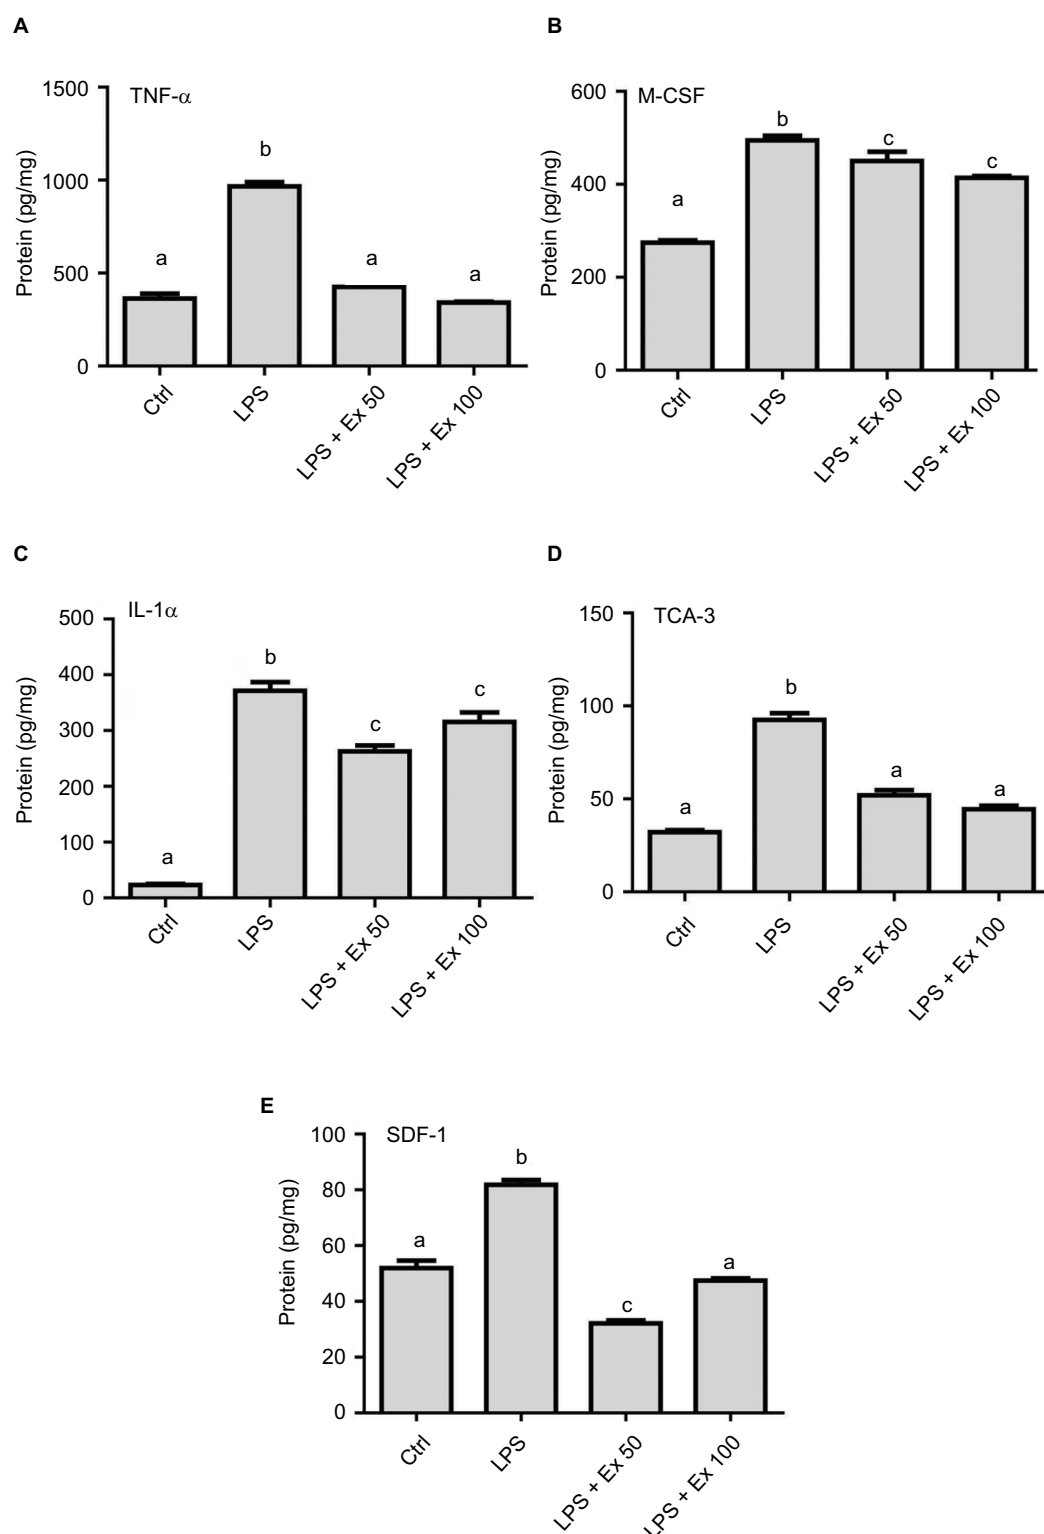 A
TNF-α
Protein (pg/mg)
1500
1000
500
0
a
b
a
a
Ctrl
LPS
LPS + Ex 50
LPS + Ex 100
B
M-CSF
Protein (pg/mg)
600
400
200
0
a
b
c
c
Ctrl
LPS
LPS + Ex 50
LPS + Ex 100
C
IL-1α
Protein (pg/mg)
500
400
300
200
100
0
a
b
c
c
Ctrl
LPS
LPS + Ex 50
LPS + Ex 100
D
TCA-3
Protein (pg/mg)
150
100
50
0
a
b
a
a
Ctrl
LPS
LPS + Ex 50
LPS + Ex 100
E
SDF-1
Protein (pg/mg)
100
80
60
40
20
0
a
b
c
a
Ctrl
LPS
LPS + Ex 50
LPS + Ex 100